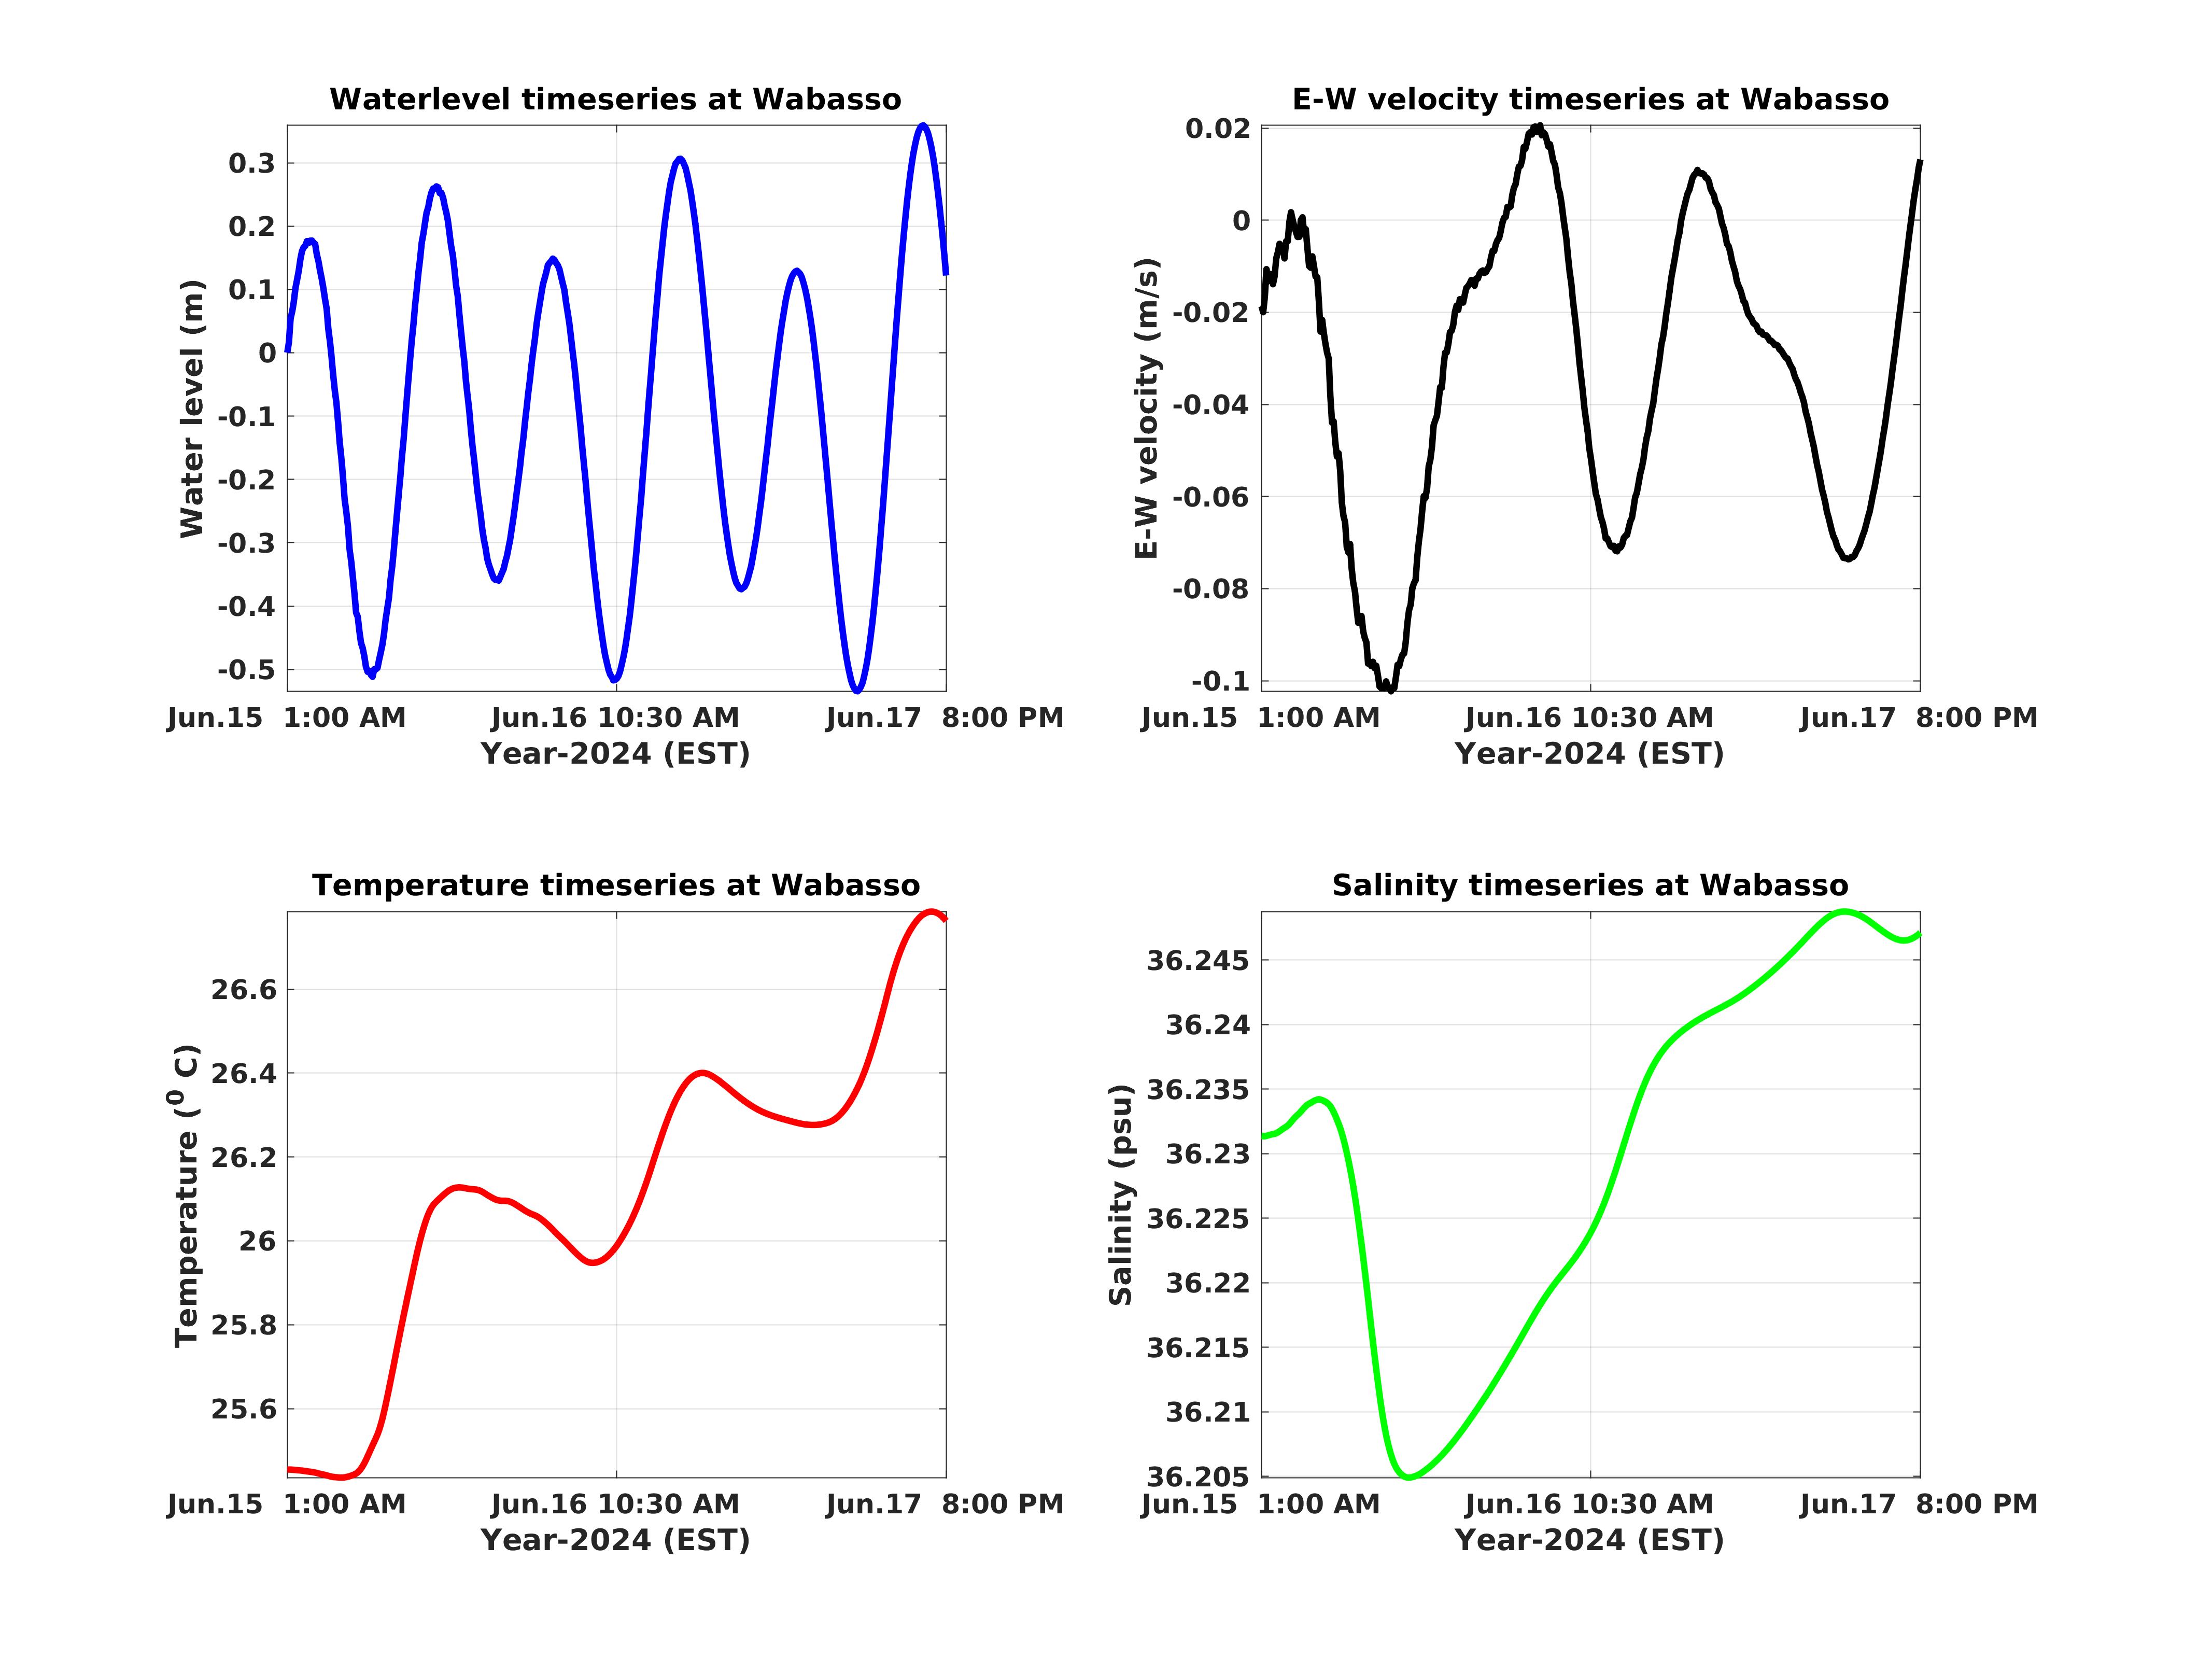 Waterlevel timeseries at Wabasso
Water level (m)
0.3
0.2
0.1
0
-0.1
-0.2
-0.3
-0.4
-0.5
Jun.15 1:00 AM Jun.16 10:30 AM Jun.17 8:00 PM
Year-2024 (EST)
E-W velocity timeseries at Wabasso
E-W velocity (m/s)
0.02
0
-0.02
-0.04
-0.06
-0.08
-0.1
Jun.15 1:00 AM Jun.16 10:30 AM Jun.17 8:00 PM
Year-2024 (EST)
Temperature timeseries at Wabasso
Temperature (⁰ C)
26.6
26.4
26.2
26
25.8
25.6
Jun.15 1:00 AM Jun.16 10:30 AM Jun.17 8:00 PM
Year-2024 (EST)
Salinity timeseries at Wabasso
Salinity (psu)
36.245
36.24
36.235
36.23
36.225
36.22
36.215
36.21
36.205
Jun.15 1:00 AM Jun.16 10:30 AM Jun.17 8:00 PM
Year-2024 (EST)